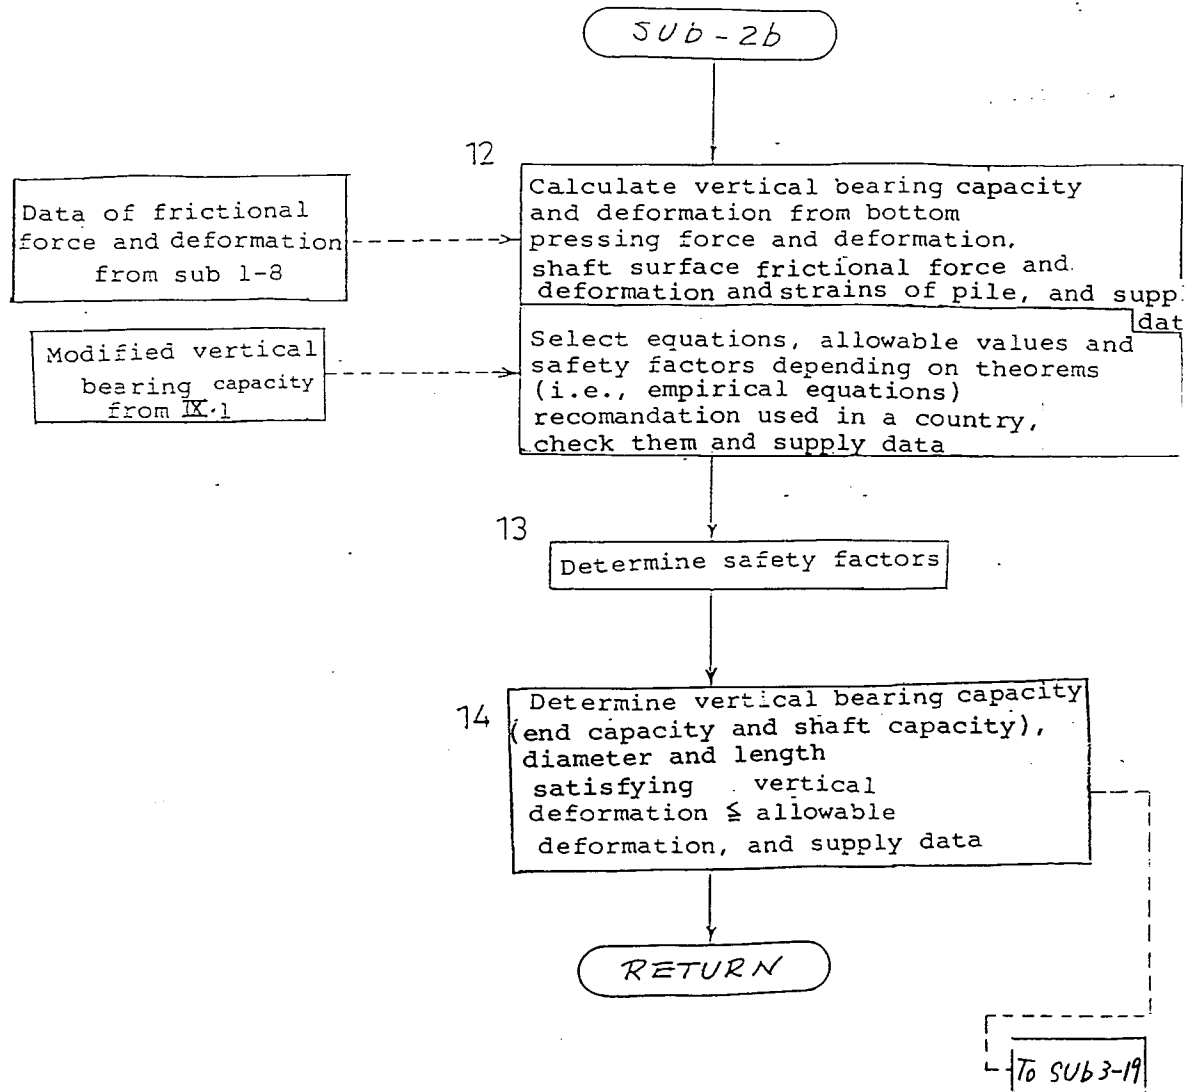 SUb-2b
12
Data of frictional
force and deformation
from sub 1-8
Calculate vertical bearing capacity
and deformation from bottom
pressing force and deformation,
shaft surface frictional force and
deformation and strains of pile, and suppl
dat
Modified vertical
bearing capacity
from IX.1
Select equations, allowable values and
safety factors depending on theorems
(i.e., empirical equations)
recomandation used in a country,
check them and supply data
13
Determine safety factors
14
Determine vertical bearing capacity
(end capacity and shaft capacity),
diameter and length
satisfying vertical
deformation ≦ allowable
deformation, and supply data
RETURN
To SUb 3-19